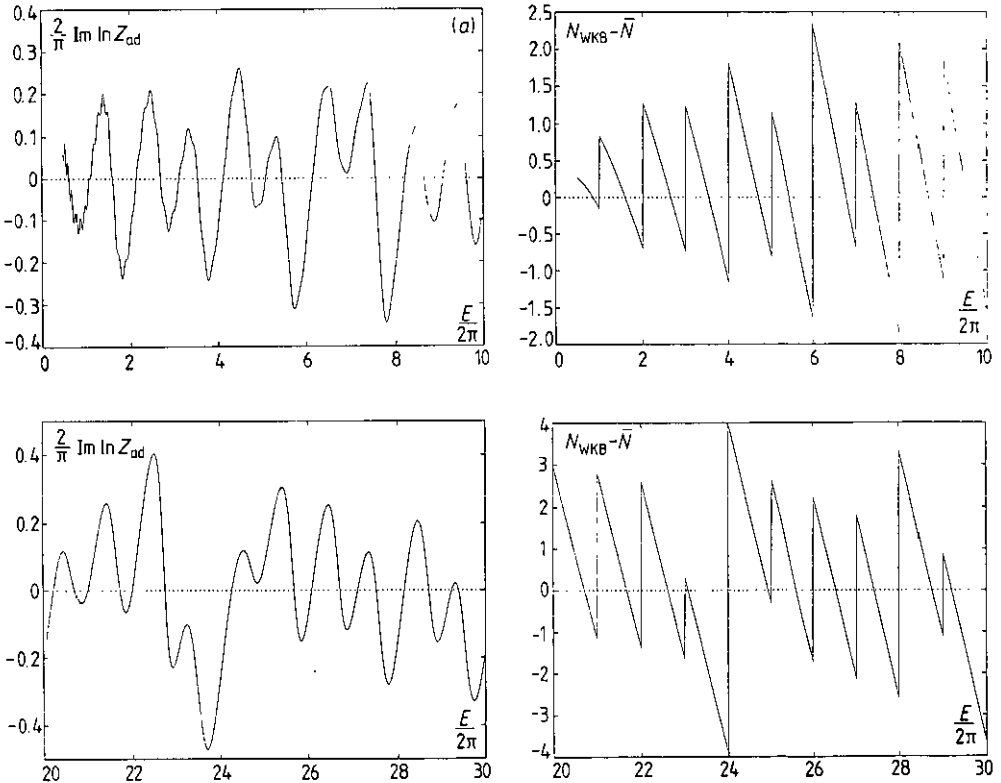 2/π Im ln Z_ad (a)
0.4
0.3
0.2
0.1
0
-0.1
-0.2
-0.3
-0.4
E/2π
0 2 4 6 8 10
N_WKB - N̄
2.5
2.0
1.5
1.0
0.5
0
-0.5
-1.0
-1.5
-2.0
E/2π
0 2 4 6 8 10
2/π Im ln Z_ad
0.4
0.2
0
-0.2
-0.4
E/2π
20 22 24 26 28 30
N_WKB - N̄
4
3
2
1
0
-1
-2
-3
-4
E/2π
20 22 24 26 28 30